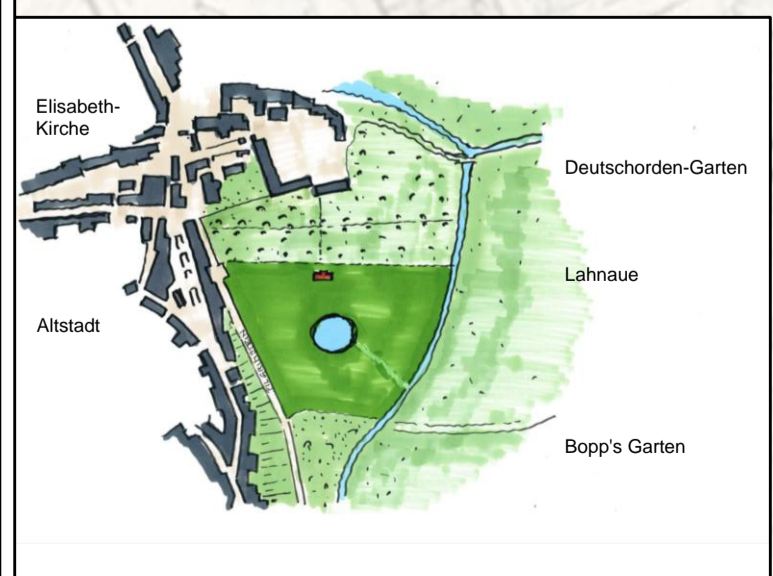 Elisabeth-
Kirche
Deutschorden-Garten
Lahnaue
Altstadt
Bopp's Garten